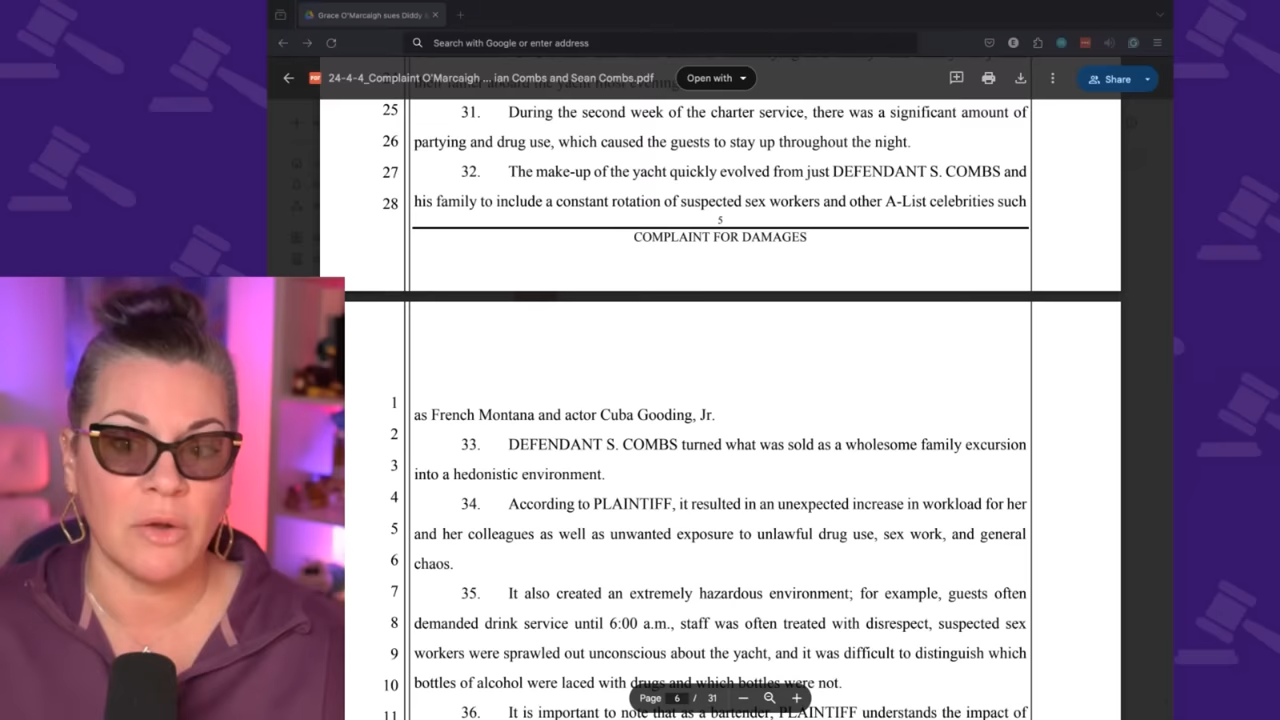 Grace O'Marcaigh sues Diddy
Search with Google or enter address
24-4-4_Complaint O'Marcaigh ... ian Combs and Sean Combs.pdf
Open with
Share
25 31. During the second week of the charter service, there was a significant amount of
26 partying and drug use, which caused the guests to stay up throughout the night.
27 32. The make-up of the yacht quickly evolved from just DEFENDANT S. COMBS and
28 his family to include a constant rotation of suspected sex workers and other A-List celebrities such
5
COMPLAINT FOR DAMAGES
1 as French Montana and actor Cuba Gooding, Jr.
2 33. DEFENDANT S. COMBS turned what was sold as a wholesome family excursion
3 into a hedonistic environment.
4 34. According to PLAINTIFF, it resulted in an unexpected increase in workload for her
5 and her colleagues as well as unwanted exposure to unlawful drug use, sex work, and general
6 chaos.
7 35. It also created an extremely hazardous environment; for example, guests often
8 demanded drink service until 6:00 a.m., staff was often treated with disrespect, suspected sex
9 workers were sprawled out unconscious about the yacht, and it was difficult to distinguish which
10 bottles of alcohol were laced with drugs and which bottles were not.
Page 6 / 31
11 36. It is important to note that as a bartender, PLAINTIFF understands the impact of